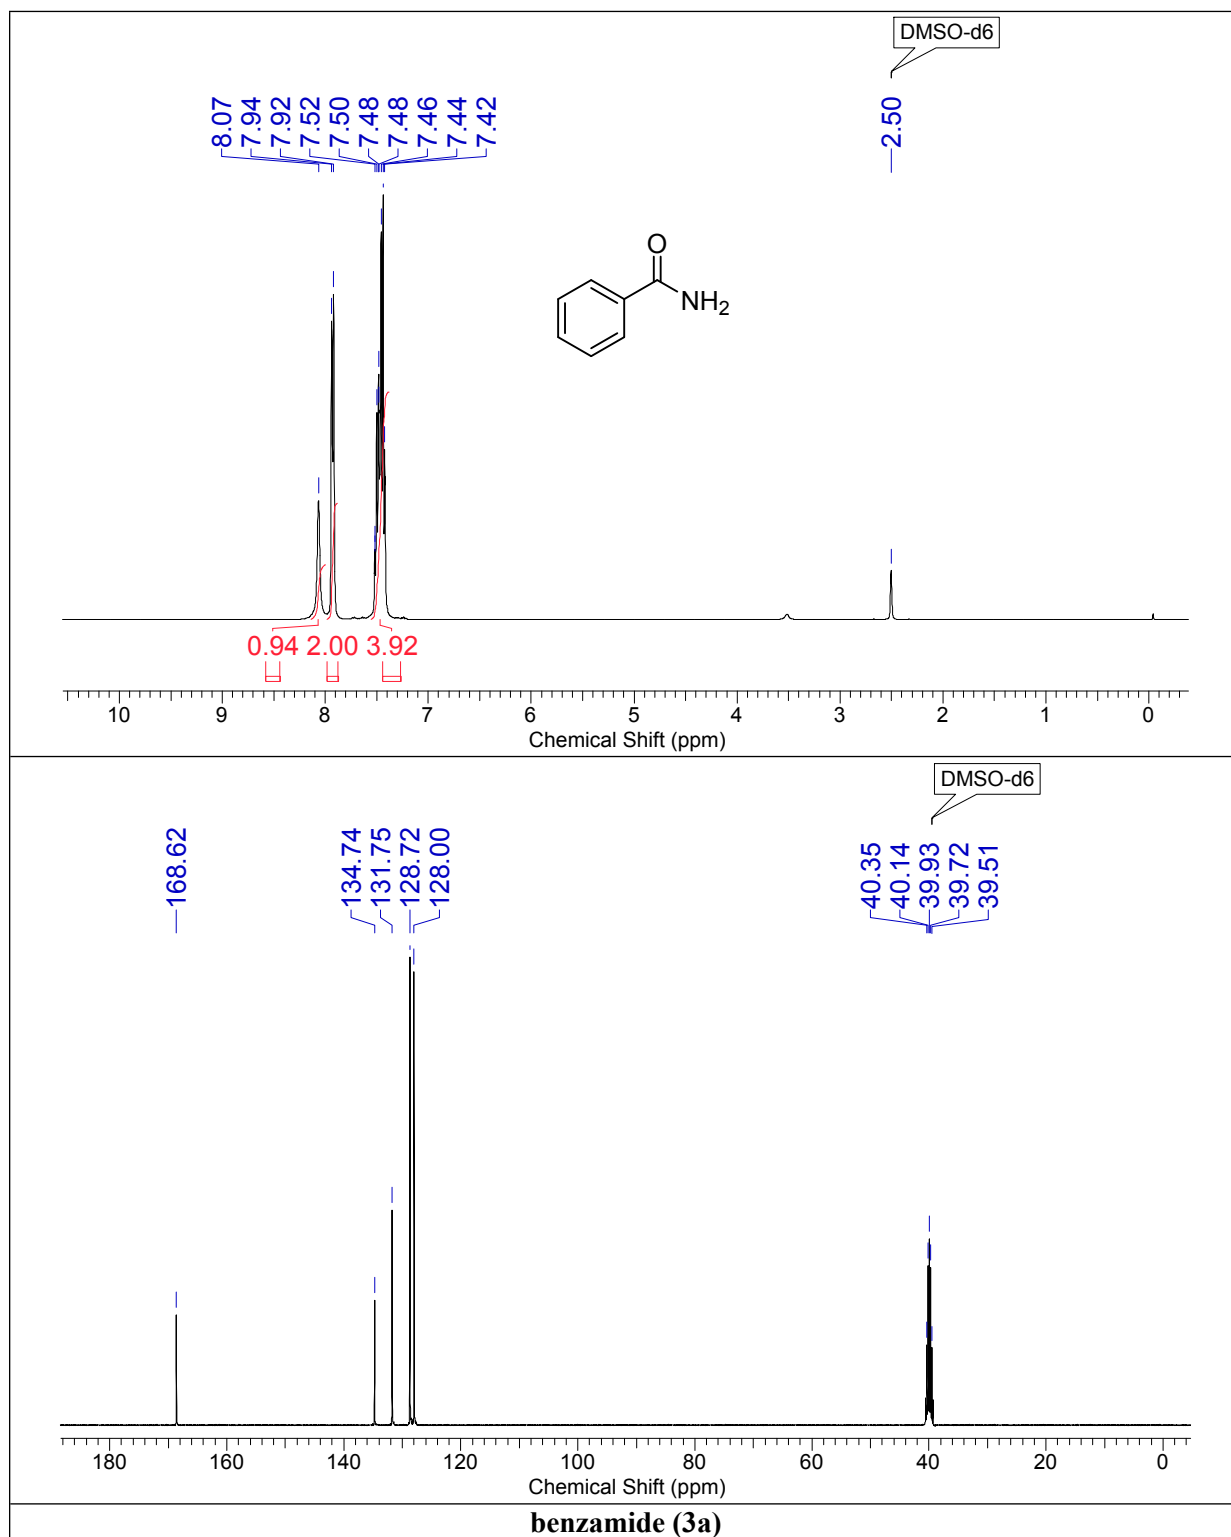 DMSO-d6
8.07
7.94
7.92
7.52
7.50
7.48
7.48
7.46
7.44
7.42
2.50
O
NH2
0.94 2.00 3.92
10 9 8 7 6 5 4 3 2 1 0
Chemical Shift (ppm)
DMSO-d6
168.62
134.74
131.75
128.72
128.00
40.35
40.14
39.93
39.72
39.51
180 160 140 120 100 80 60 40 20 0
Chemical Shift (ppm)
benzamide (3a)